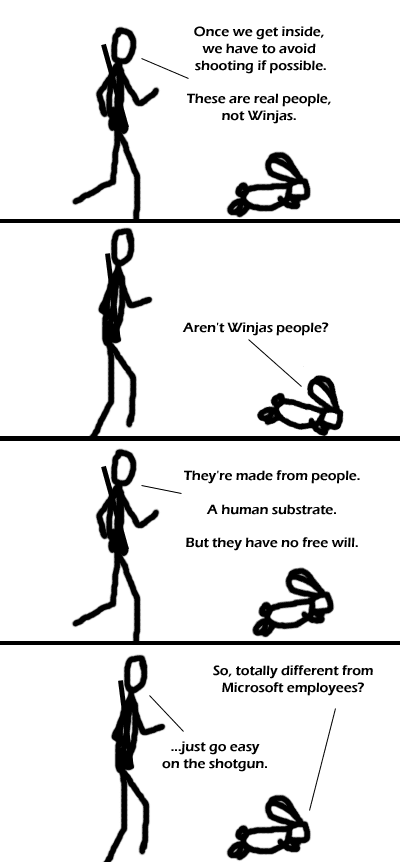 Once we get inside,
we have to avoid
shooting if possible.
These are real people,
not Winjas.
Aren't Winjas people?
They're made from people.
A human substrate.
But they have no free will.
So, totally different from
Microsoft employees?
...just go easy
on the shotgun.